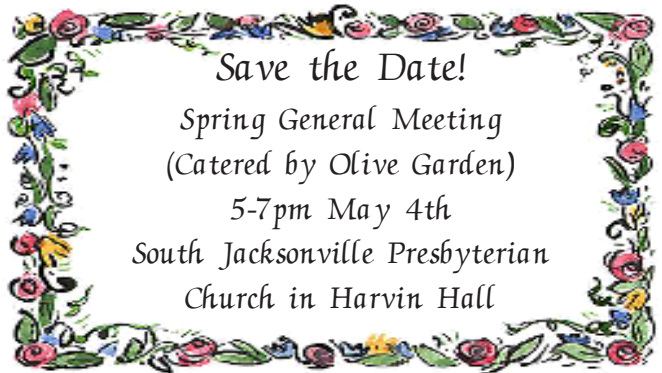 Save the Date!
Spring General Meeting
(Catered by Olive Garden)
5-7pm May 4th
South Jacksonville Presbyterian
Church in Harvin Hall